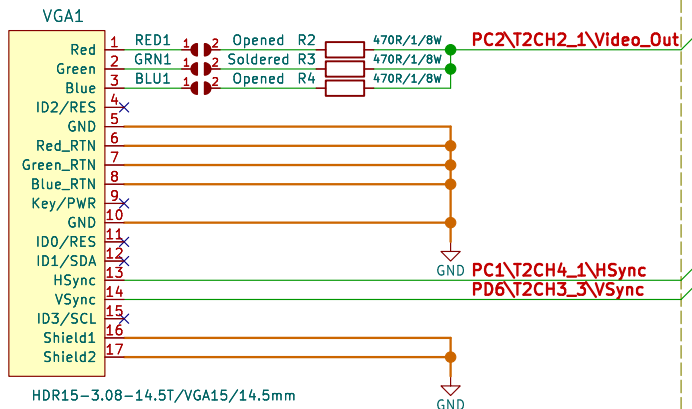 VGA1
Red 1 RED1 1 2 Opened R2 470R/1/8W PC2\T2CH2_1\Video_Out
Green 2 GRN1 1 2 Soldered R3 470R/1/8W
Blue 3 BLU1 1 2 Opened R4 470R/1/8W
ID2/RES 4
GND 5
Red_RTN 6
Green_RTN 7
Blue_RTN 8
Key/PWR 9
GND 10
ID0/RES 11
ID1/SDA 12
GND
HSync 13 PC1\T2CH4_1\HSync
VSync 14 PD6\T2CH3_3\VSync
ID3/SCL 15
Shield1 16
Shield2 17
HDR15-3.08-14.5T/VGA15/14.5mm
GND